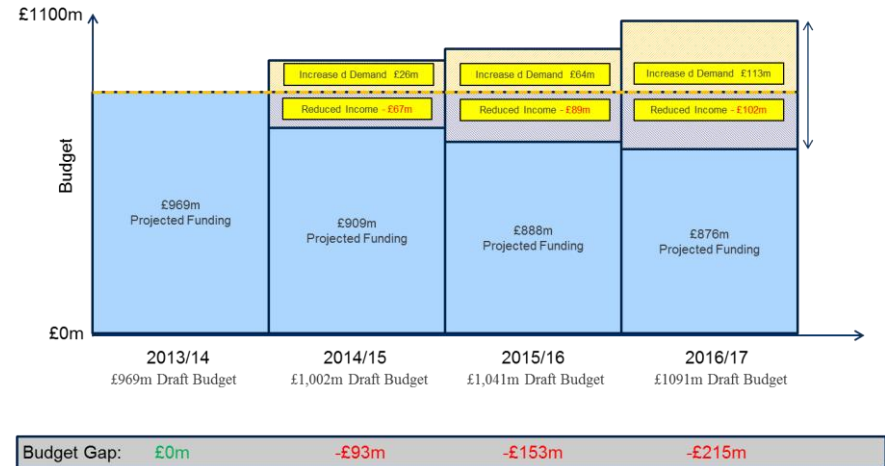 £1100m
Increase d Demand £26m
Increase d Demand £64m
Increase d Demand £113m
Reduced Income - £67m
Reduced Income - £89m
Reduced Income - £102m
Budget
£969m
Projected Funding
£909m
Projected Funding
£888m
Projected Funding
£876m
Projected Funding
£0m
2013/14
2014/15
2015/16
2016/17
£969m Draft Budget
£1,002m Draft Budget
£1,041m Draft Budget
£1091m Draft Budget
Budget Gap: £0m -£93m -£153m -£215m